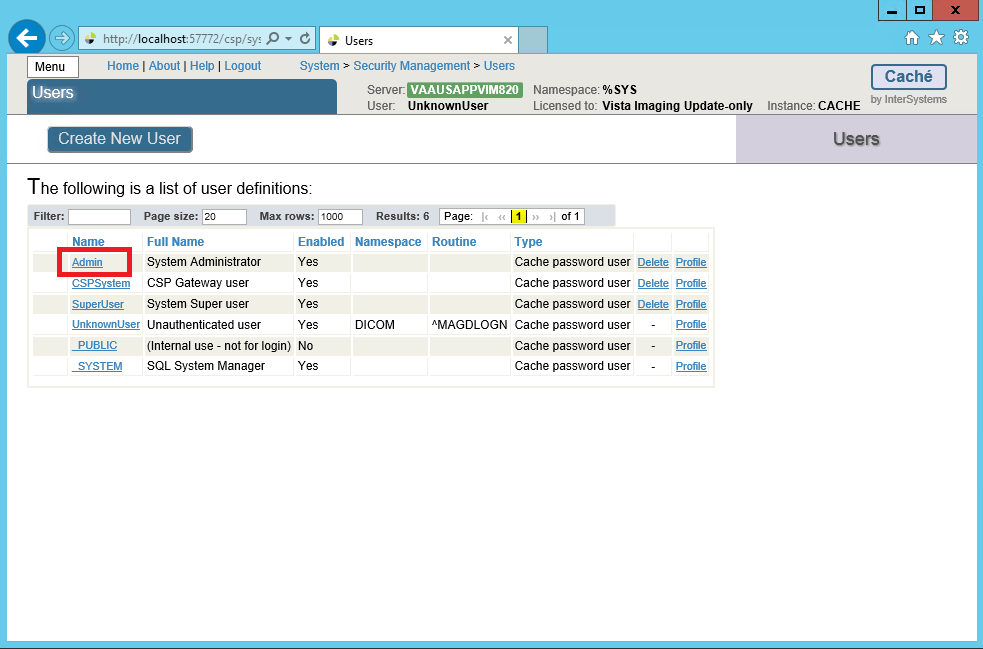 http://localhost:57772/csp/sys
Users
Menu
Home | About | Help | Logout
System > Security Management > Users
Users
Server: VAAUSAPPVIM820 Namespace: %SYS
User: UnknownUser Licensed to: Vista Imaging Update-only Instance: CACHE
Caché
by InterSystems
Create New User
Users
The following is a list of user definitions:
Filter: Page size: 20 Max rows: 1000 Results: 6 Page: |‹ ‹‹ 1 ›› ›| of 1
Name Full Name Enabled Namespace Routine Type
Admin System Administrator Yes Cache password user Delete Profile
CSPSystem CSP Gateway user Yes Cache password user Delete Profile
SuperUser System Super user Yes Cache password user Delete Profile
UnknownUser Unauthenticated user Yes DICOM ^MAGDLOGN Cache password user - Profile
_PUBLIC (Internal use - not for login) No Cache password user - Profile
_SYSTEM SQL System Manager Yes Cache password user - Profile